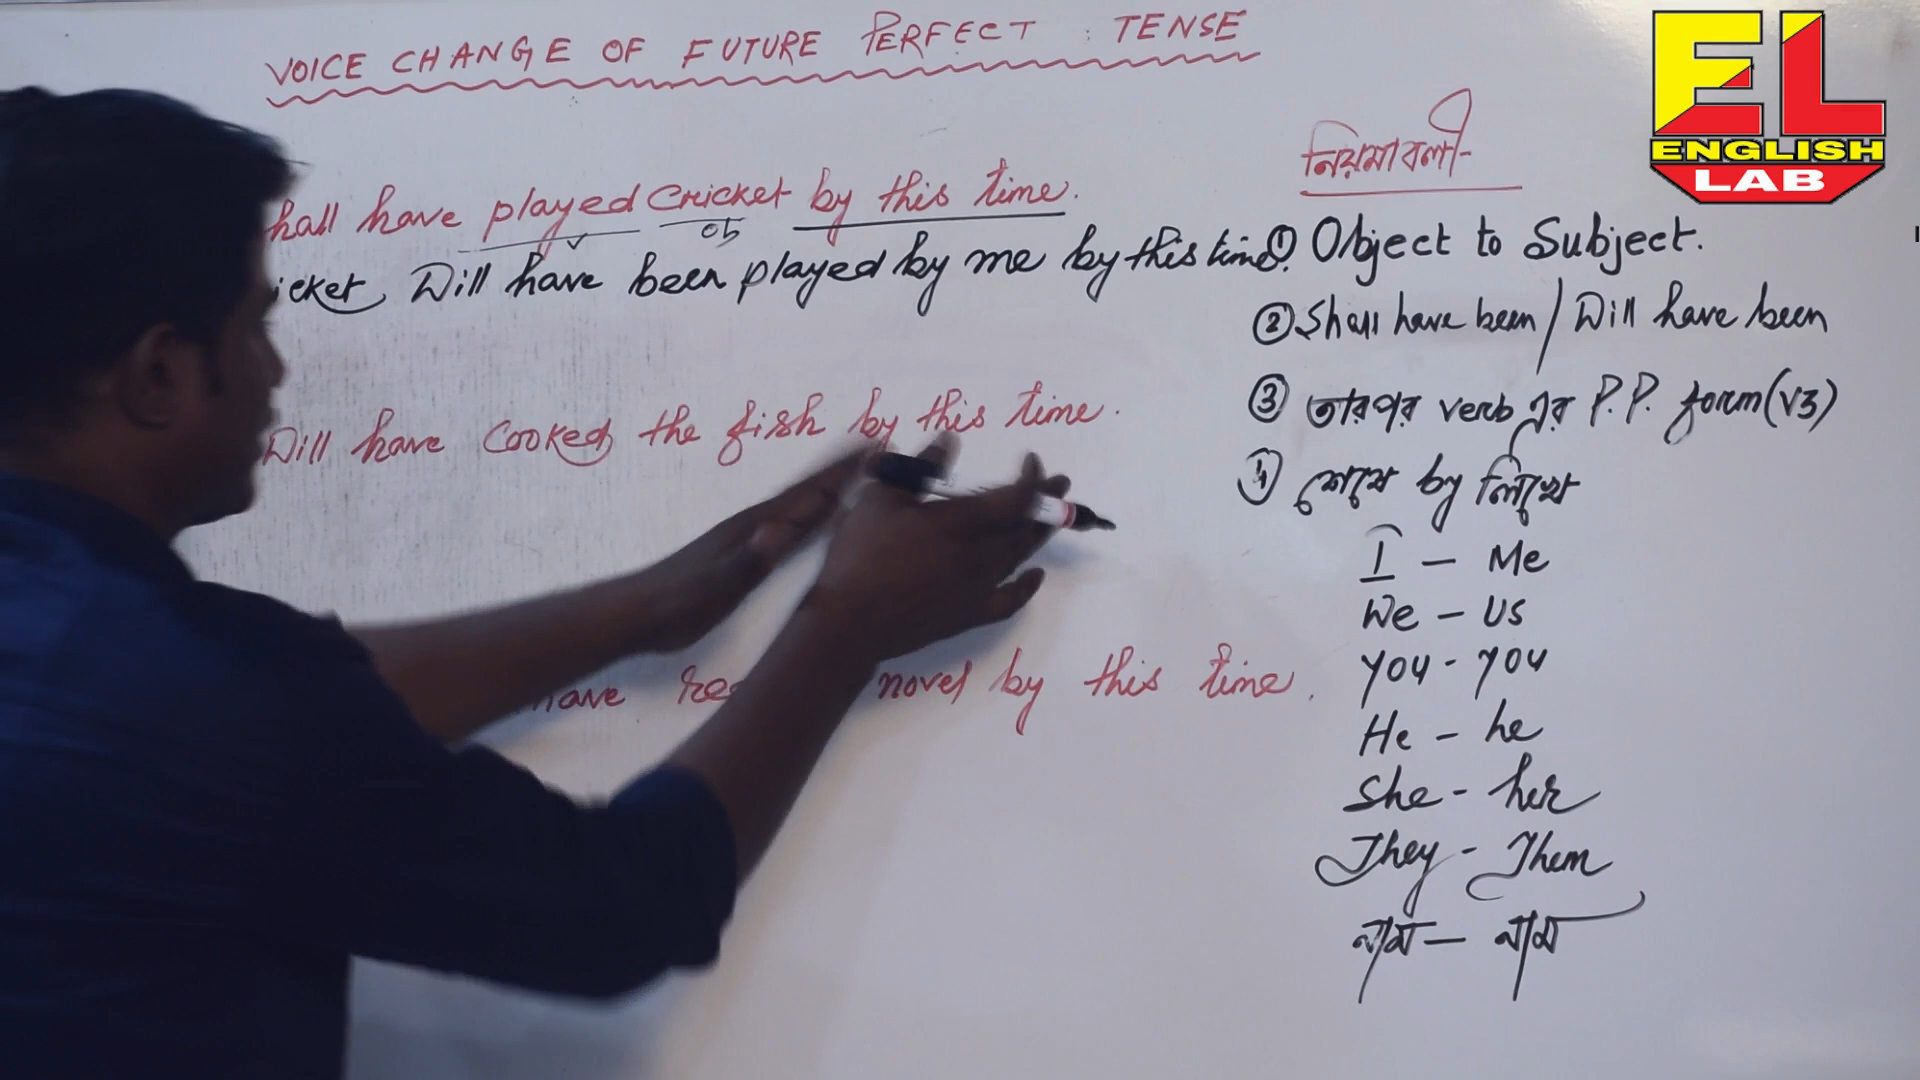 VOICE CHANGE OF FUTURE PERFECT TENSE
hall have played cricket by this time.
ob
icket Will have been played by me by this time.
Will have Cooked the fish by this time.
have novel by this time.
নিয়মাবলী-
① Object to Subject.
② Shall have been / Will have been
③ তারপর verb এর P.P. form (V3)
④ শেষে by লিখে
I - Me
We - Us
You - You
He - he
She - her
They - Them
নাম - নাম
EL
ENGLISH
LAB